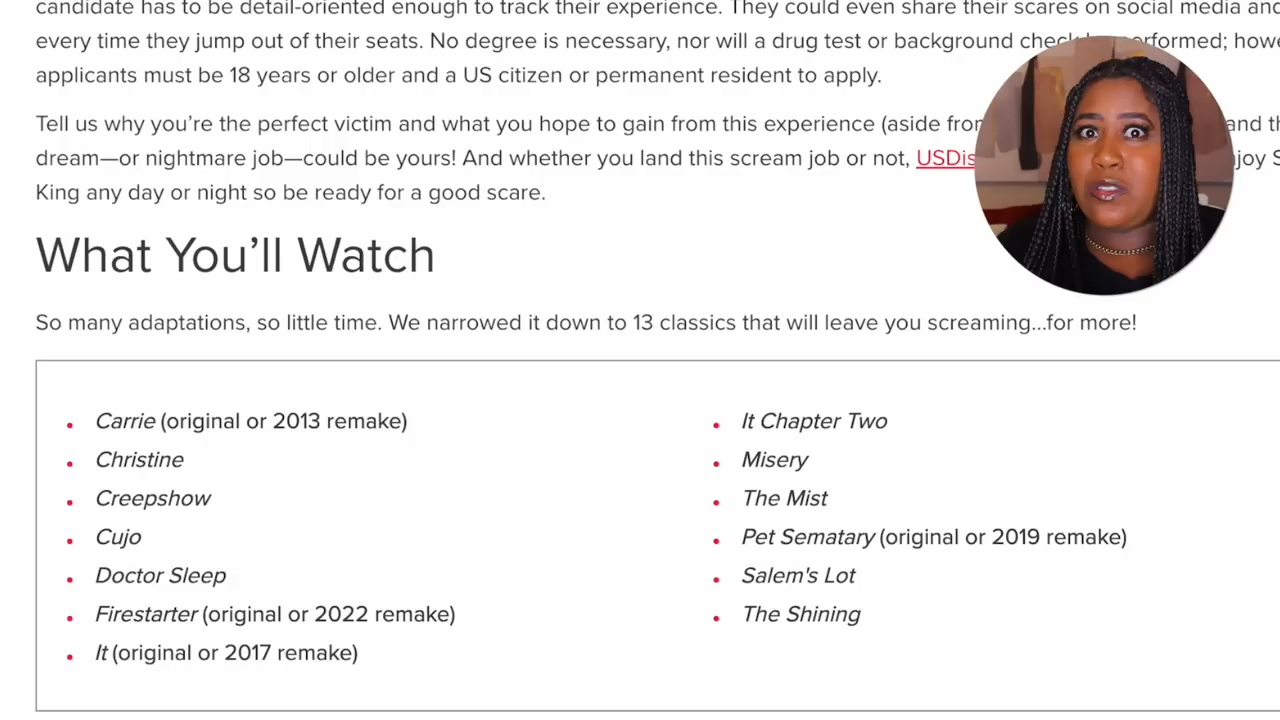 candidate has to be detail-oriented enough to track their experience. They could even share their scares on social media and
every time they jump out of their seats. No degree is necessary, nor will a drug test or background check performed;
applicants must be 18 years or older and a US citizen or permanent resident to apply.
Tell us why you’re the perfect victim and what you hope to gain from this experience (aside and
dream—or nightmare job—could be yours! And whether you land this scream job or not,
King any day or night so be ready for a good scare.
What You’ll Watch
So many adaptations, so little time. We narrowed it down to 13 classics that will leave you screaming...for more!
• Carrie (original or 2013 remake)
• Christine
• Creepshow
• Cujo
• Doctor Sleep
• Firestarter (original or 2022 remake)
• It (original or 2017 remake)
• It Chapter Two
• Misery
• The Mist
• Pet Sematary (original or 2019 remake)
• Salem's Lot
• The Shining